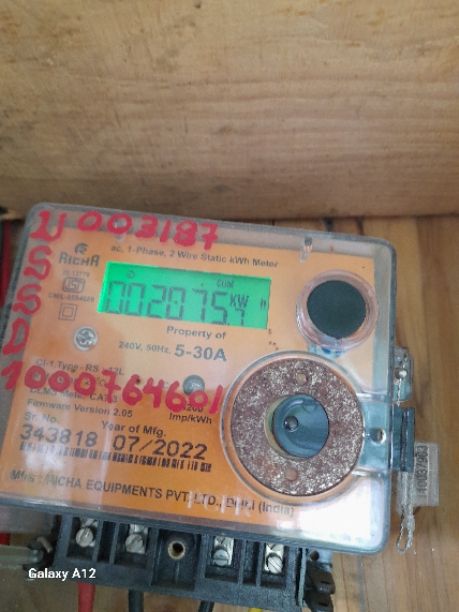 003187
RICHA
ac, 1-Phase, 2 Wire Static kWh Meter
CUM
0020757 KW h
Property of
240V, 50Hz, 5-30A
1000764601
Imp/kWh
Firmware Version 2.05
Sr. No.
Year of Mfg.
343818 07/2022
RICHA EQUIPMENTS PVT. LTD., Delhi (India)
Galaxy A12